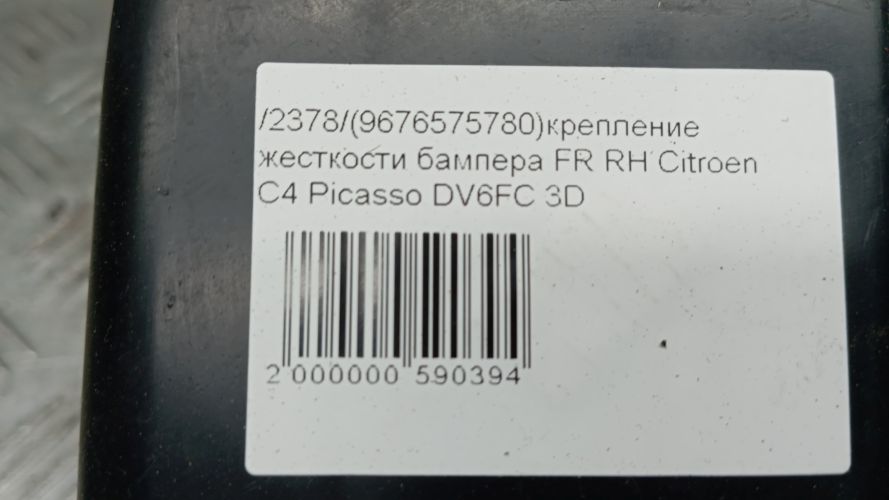 /2378/(9676575780)крепление
жесткости бампера FR RH Citroen
C4 Picasso DV6FC 3D
2 000000 590394